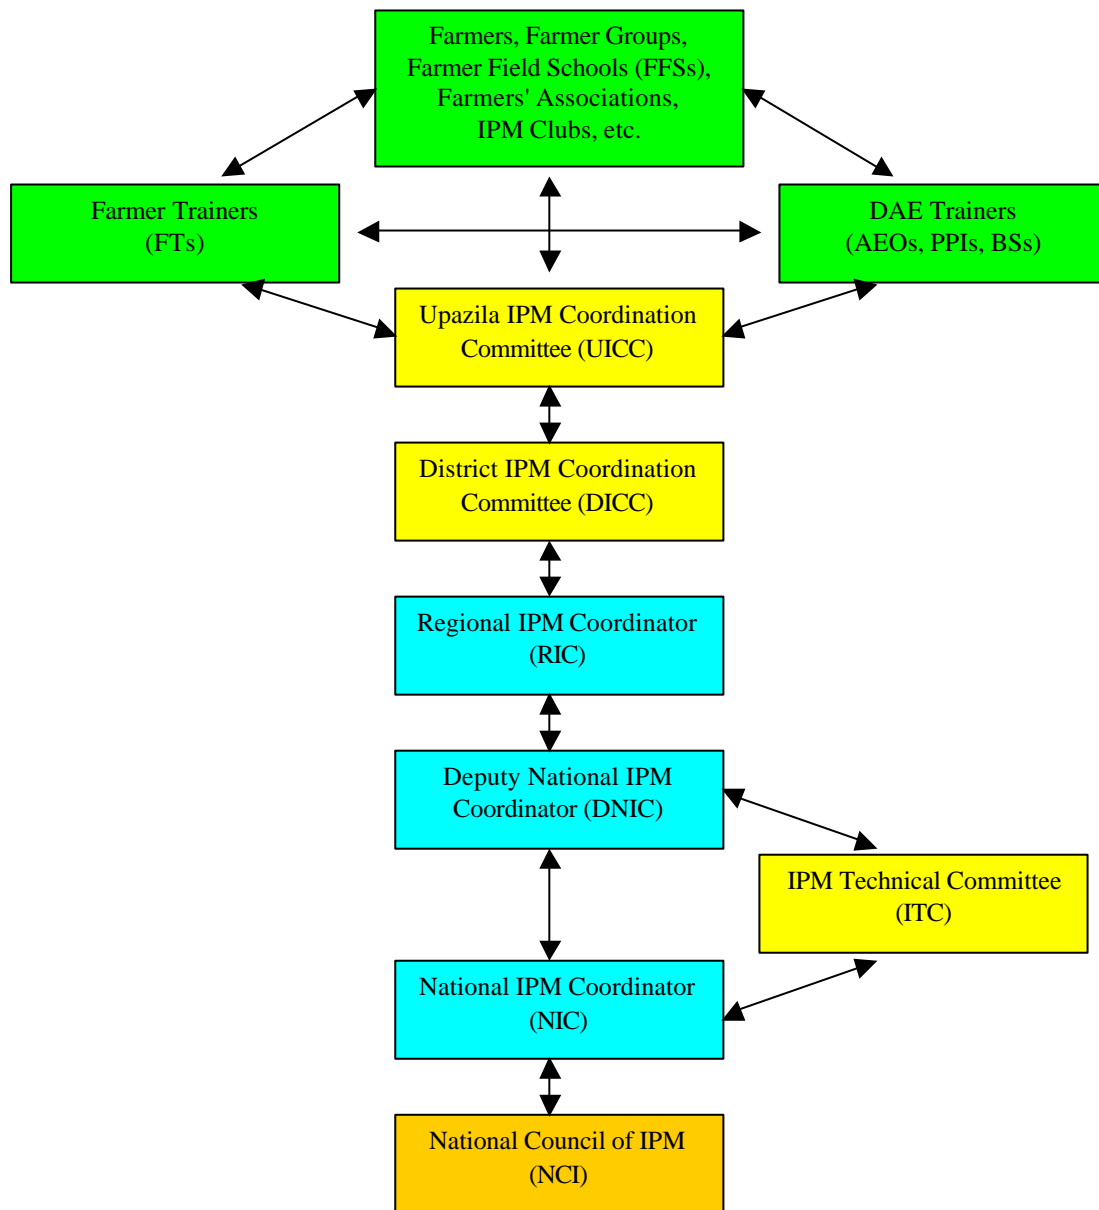 Farmers, Farmer Groups,
Farmer Field Schools (FFSs),
Farmers' Associations,
IPM Clubs, etc.
Farmer Trainers
(FTs)
DAE Trainers
(AEOs, PPIs, BSs)
Upazila IPM Coordination
Committee (UICC)
District IPM Coordination
Committee (DICC)
Regional IPM Coordinator
(RIC)
Deputy National IPM
Coordinator (DNIC)
IPM Technical Committee
(ITC)
National IPM Coordinator
(NIC)
National Council of IPM
(NCI)